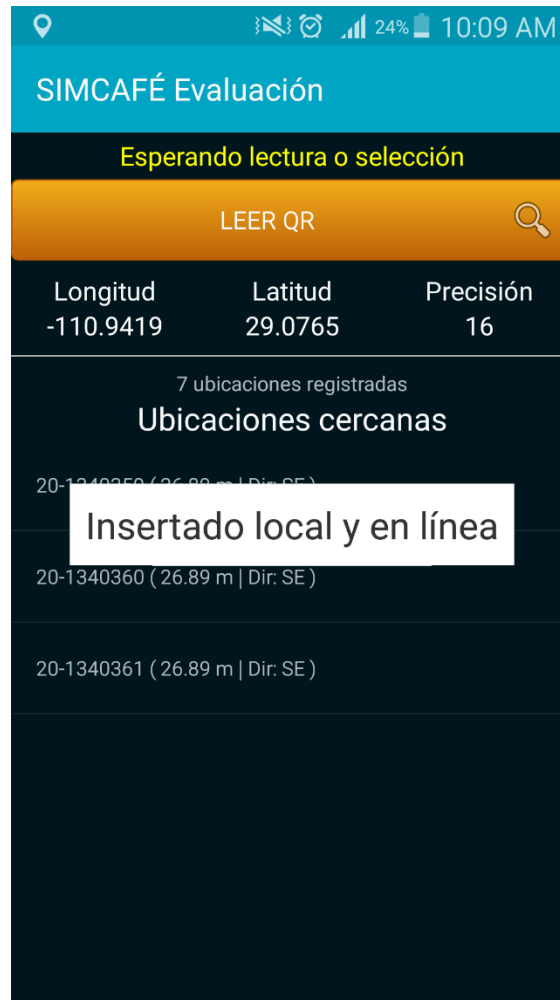 24% 10:09 AM
SIMCAFÉ Evaluación
Esperando lectura o selección
LEER QR
Longitud Latitud Precisión
-110.9419 29.0765 16
7 ubicaciones registradas
Ubicaciones cercanas
Insertado local y en línea
20-1340360 ( 26.89 m | Dir: SE )
20-1340361 ( 26.89 m | Dir: SE )